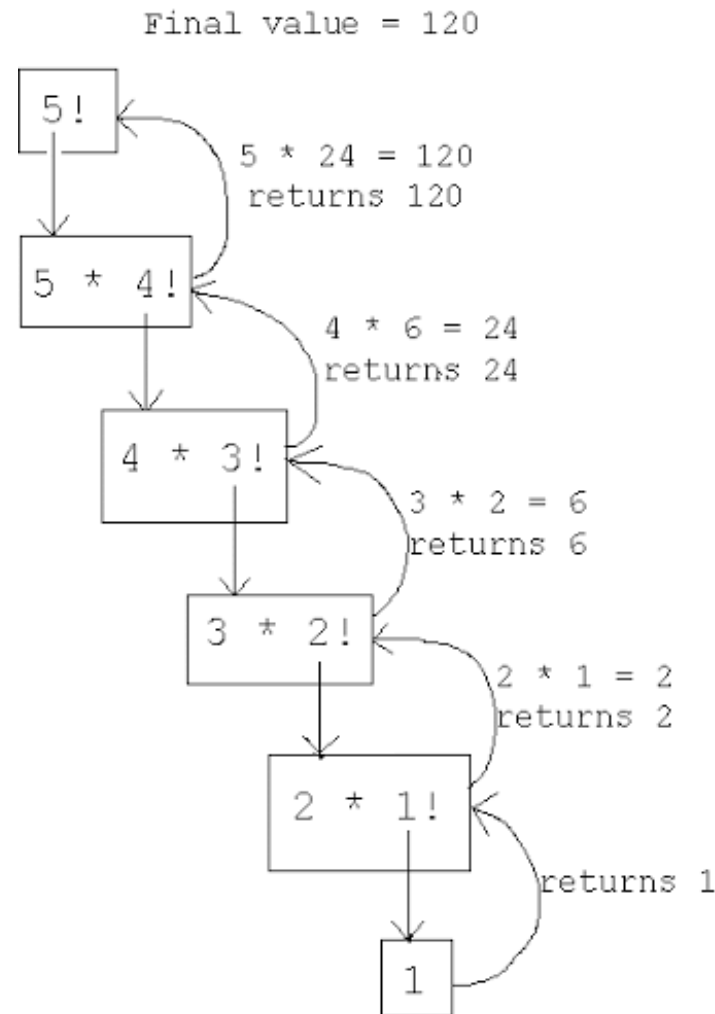 Final value = 120
5!
5 * 24 = 120
returns 120
5 * 4!
4 * 6 = 24
returns 24
4 * 3!
3 * 2 = 6
returns 6
3 * 2!
2 * 1 = 2
returns 2
2 * 1!
returns 1
1